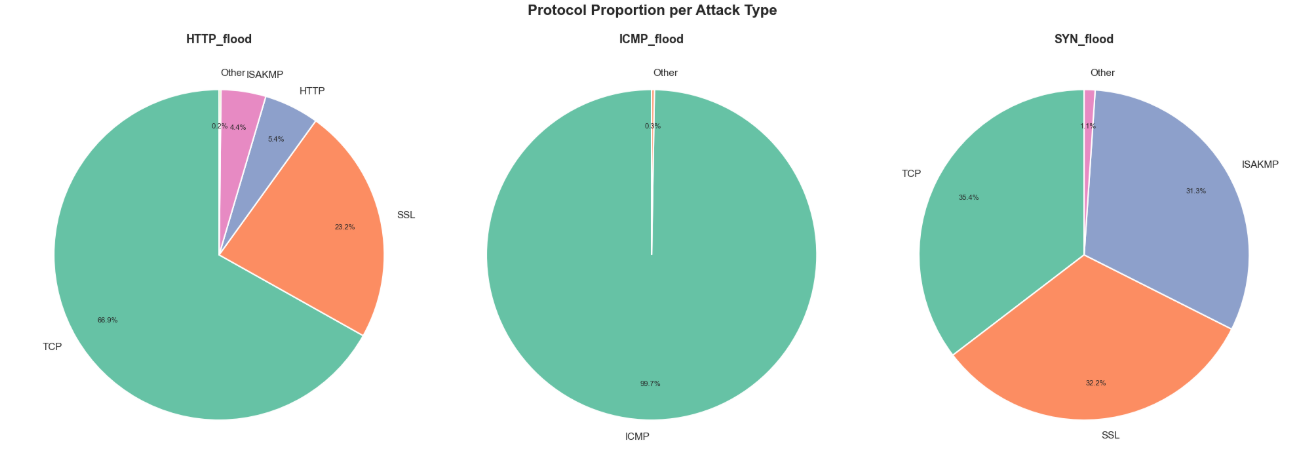 Protocol Proportion per Attack Type
HTTP_flood
Other
ISAKMP
HTTP
0.2%
4.4%
5.4%
SSL
23.2%
66.9%
TCP
ICMP_flood
Other
0.3%
99.7%
ICMP
SYN_flood
Other
1.1%
ISAKMP
31.3%
TCP
35.4%
32.2%
SSL